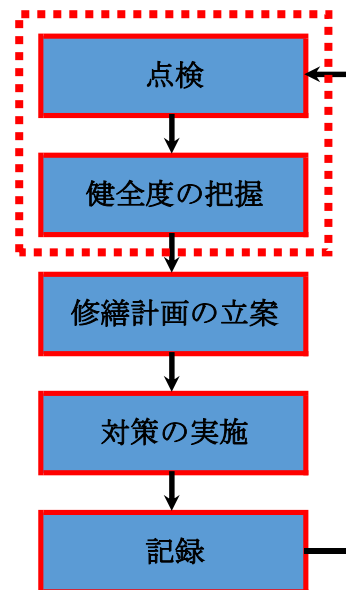 点検
健全度の把握
修繕計画の立案
対策の実施
記録